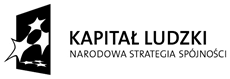 KAPITAŁ LUDZKI
NARODOWA STRATEGIA SPÓJNOŚCI